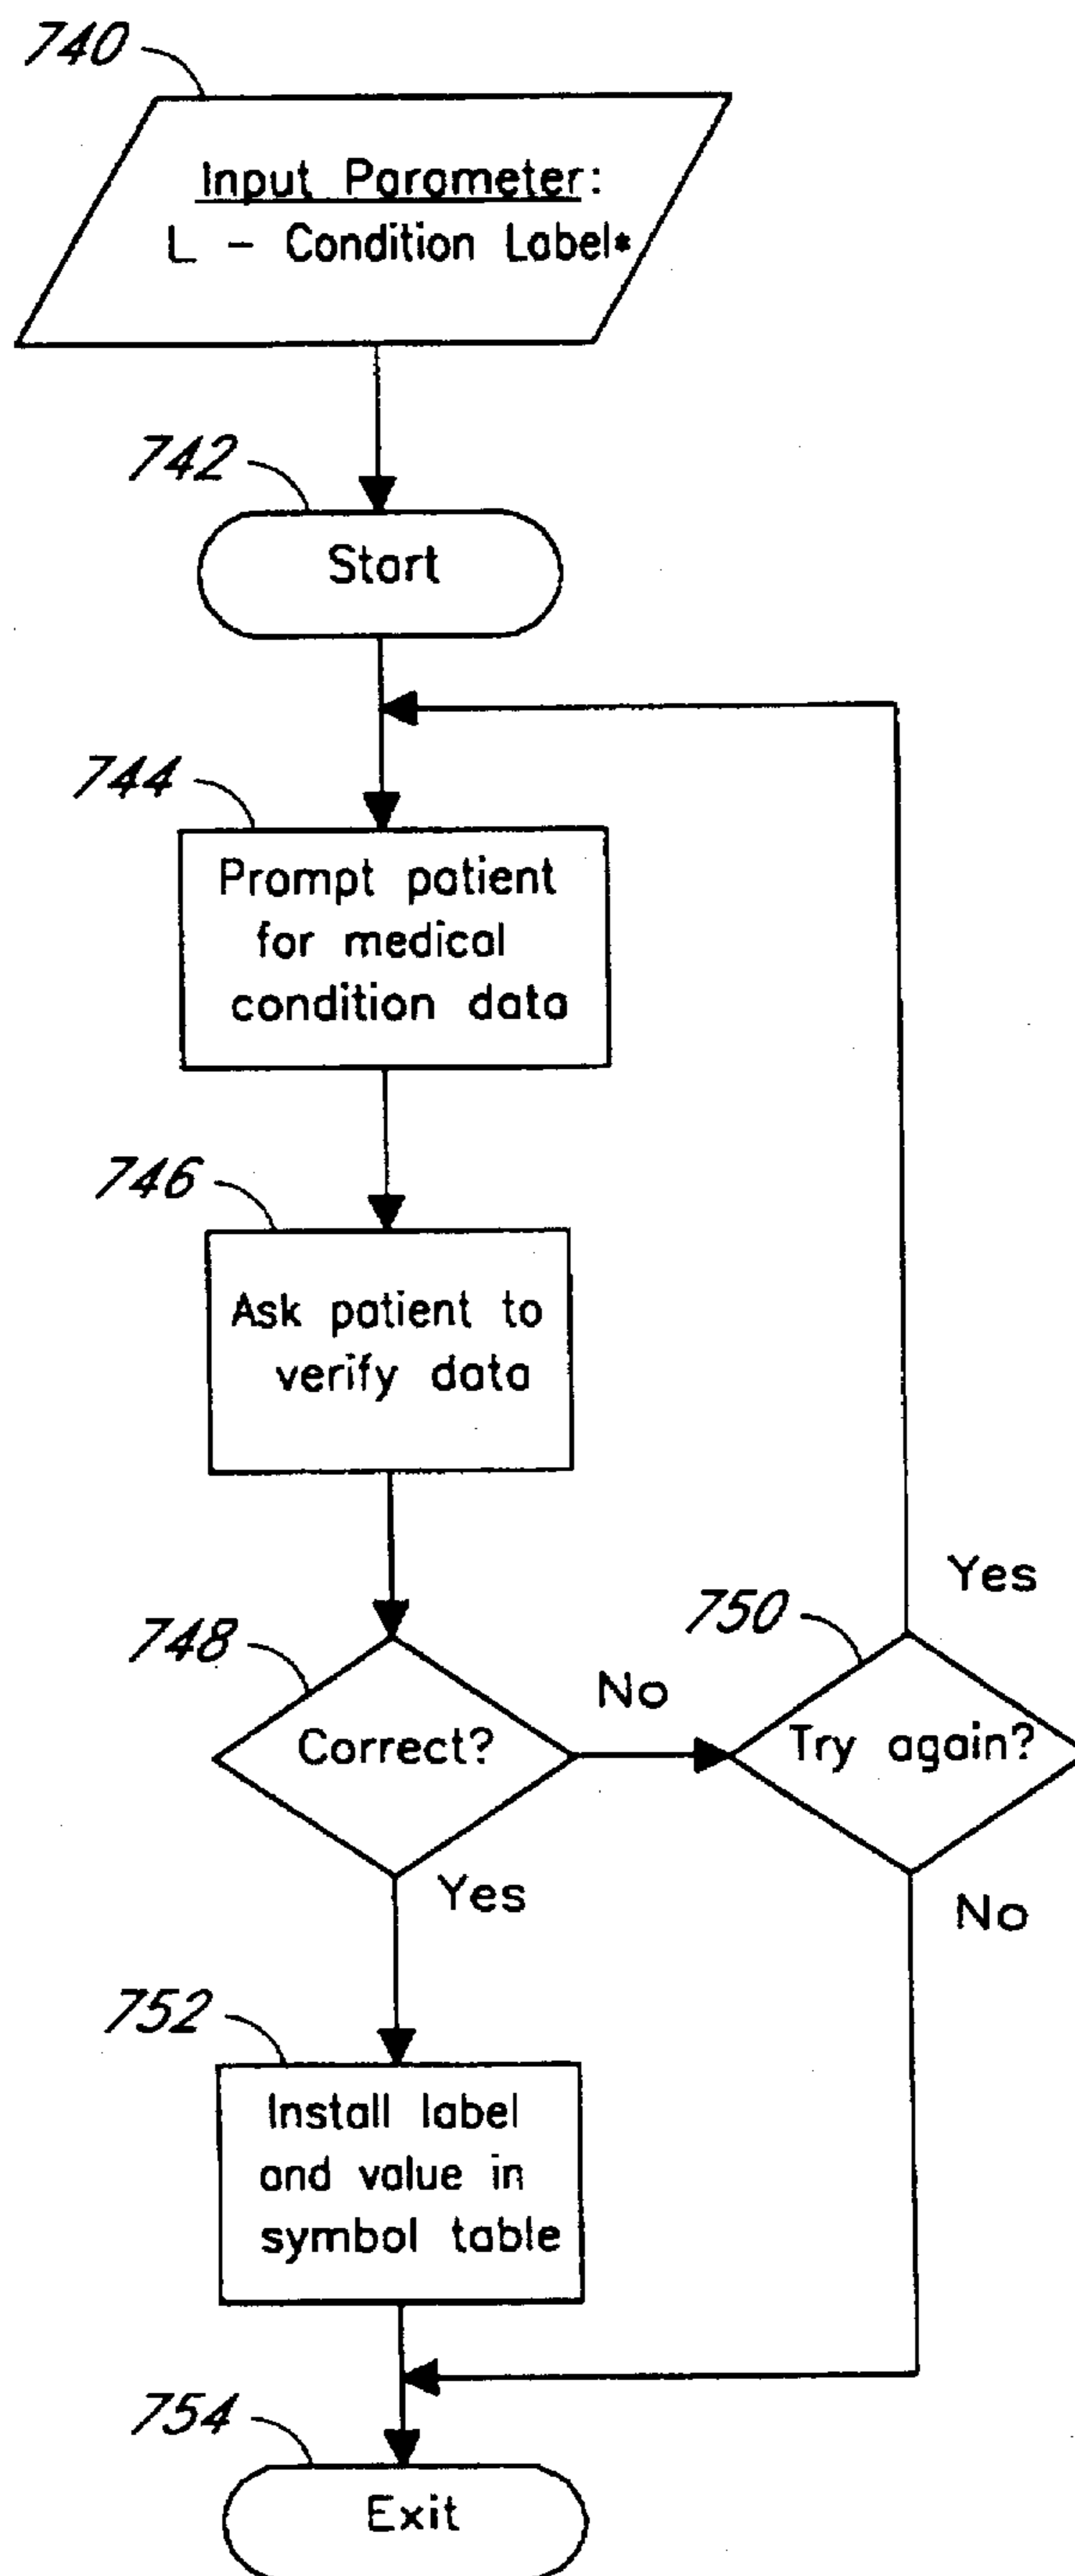 740
Input Parameter:
L - Condition Label*
742
Start
744
Prompt patient
for medical
condition data
746
Ask patient to
verify data
748
Correct?
No
750
Try again?
Yes
Yes
No
752
Install label
and value in
symbol table
754
Exit